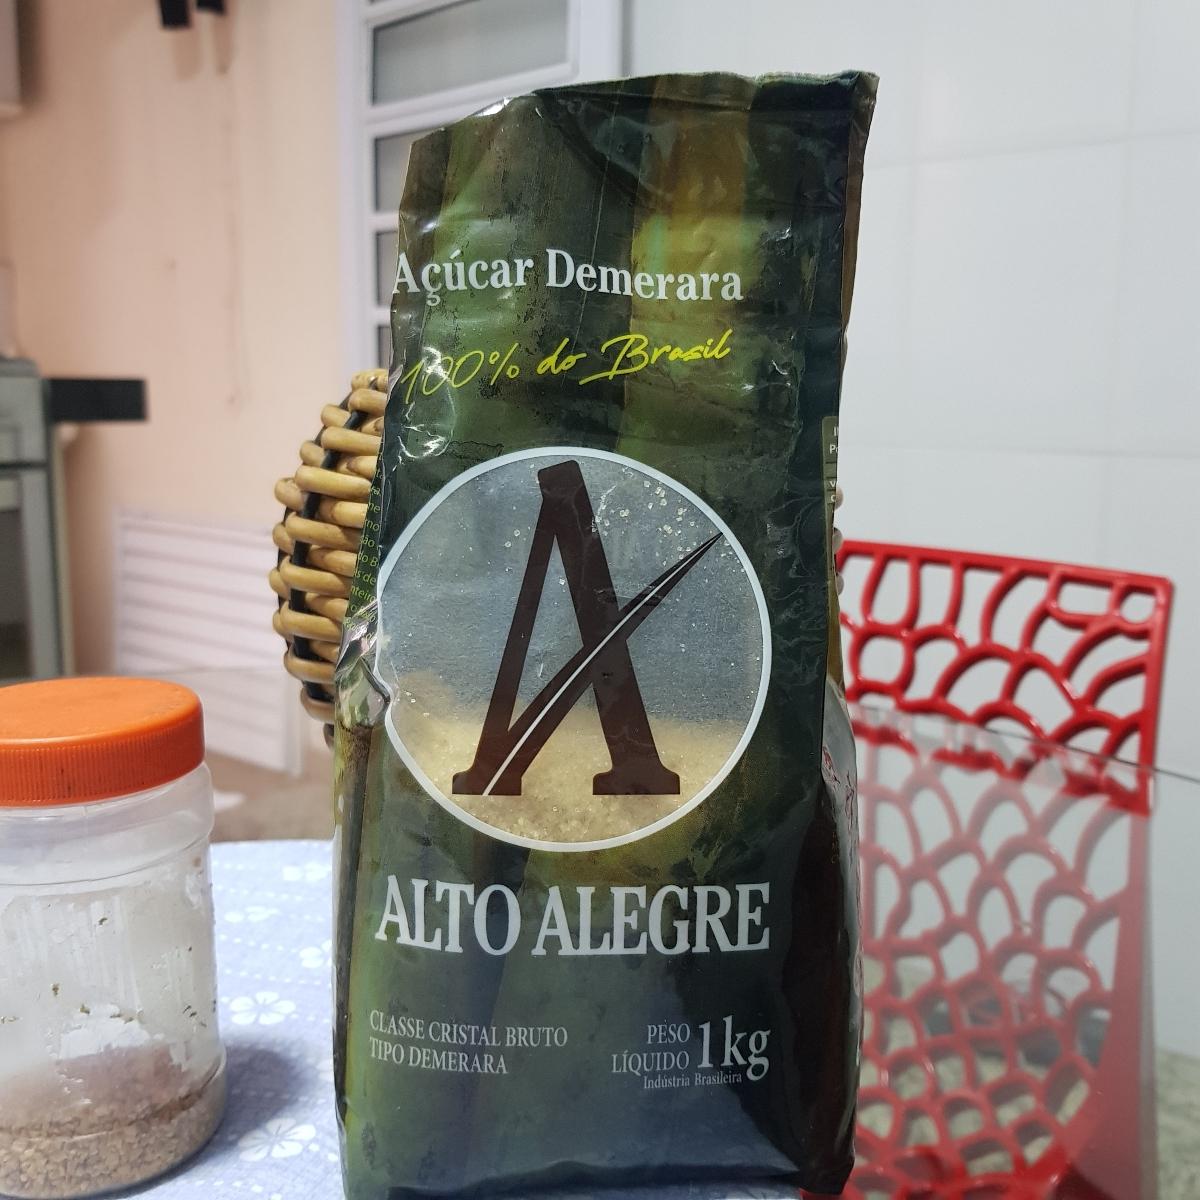 Açúcar Demerara
100% do Brasil
A
ALTO ALEGRE
CLASSE CRISTAL BRUTO
TIPO DEMERARA
PESO
LÍQUIDO 1kg
Indústria Brasileira